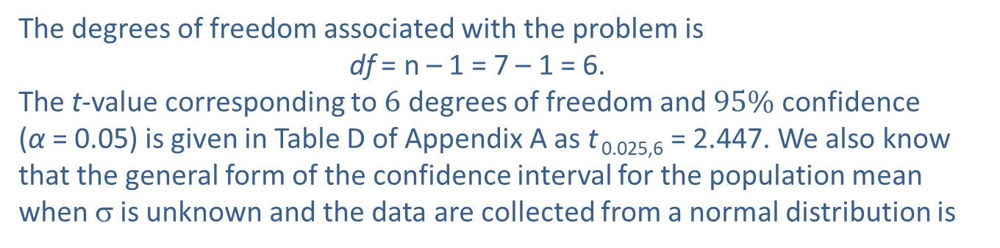 The degrees of freedom associated with the problem is
df = n – 1 = 7 – 1 = 6.
The t-value corresponding to 6 degrees of freedom and 95% confidence
(α = 0.05) is given in Table D of Appendix A as t 0.025,6 = 2.447. We also know
that the general form of the confidence interval for the population mean
when σ is unknown and the data are collected from a normal distribution is